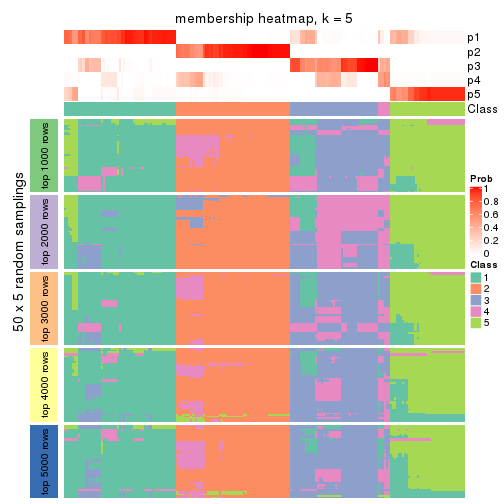 membership heatmap, k = 5
p1
p2
p3
p4
p5
Class
50 x 5 random samplings
top 1000 rows
top 2000 rows
top 3000 rows
top 4000 rows
top 5000 rows
Prob
1
0.8
0.6
0.4
0.2
0
Class
1
2
3
4
5